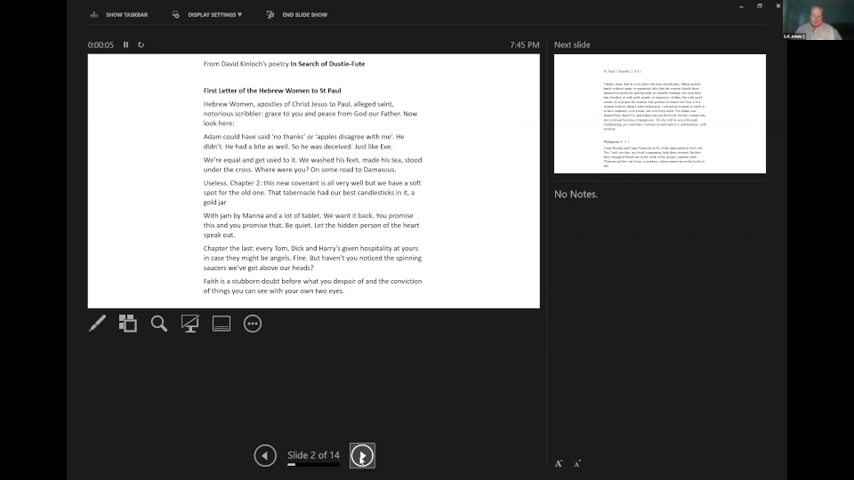 SHOW TASKBAR
DISPLAY SETTINGS ▼
END SLIDE SHOW
0:00:05
7:45 PM
Next slide
From David Kinloch's poetry In Search of Dustie-Fute
First Letter of the Hebrew Women to St Paul
Hebrew Women, apostles of Christ Jesus to Paul, alleged saint,
notorious scribbler: grace to you and peace from God our Father. Now
look here:
Adam could have said 'no thanks' or 'apples disagree with me'. He
didn't. He had a bite as well. So he was deceived. Just like Eve.
We're equal and get used to it. We washed his feet, made his tea, stood
under the cross. Where were you? On some road to Damascus.
Useless. Chapter 2: this new covenant is all very well but we have a soft
spot for the old one. That tabernacle had our best candlesticks in it, a
gold jar
With jam by Manna and a lot of tablet. We want it back. You promise
this and you promise that. Be quiet. Let the hidden person of the heart
speak out.
Chapter the last: every Tom, Dick and Harry's given hospitality at yours
in case they might be angels. Fine. But haven't you noticed the spinning
saucers we've got above our heads?
Faith is a stubborn doubt before what you despair of and the conviction
of things you can see with your own two eyes.
No Notes.
Slide 2 of 14
A A